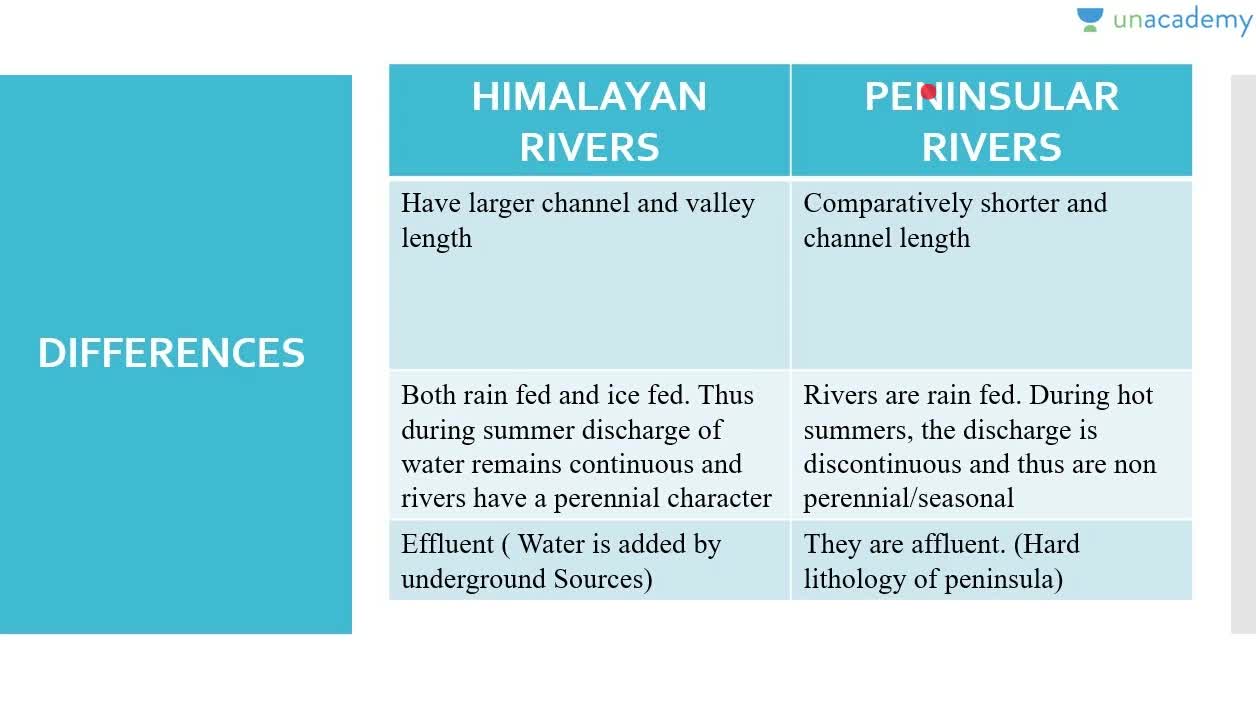 unacademy
DIFFERENCES
HIMALAYAN
RIVERS
PENINSULAR
RIVERS
Have larger channel and valley
length
Comparatively shorter and
channel length
Both rain fed and ice fed. Thus
during summer discharge of
water remains continuous and
rivers have a perennial character
Rivers are rain fed. During hot
summers, the discharge is
discontinuous and thus are non
perennial/seasonal
Effluent ( Water is added by
underground Sources)
They are affluent. (Hard
lithology of peninsula)